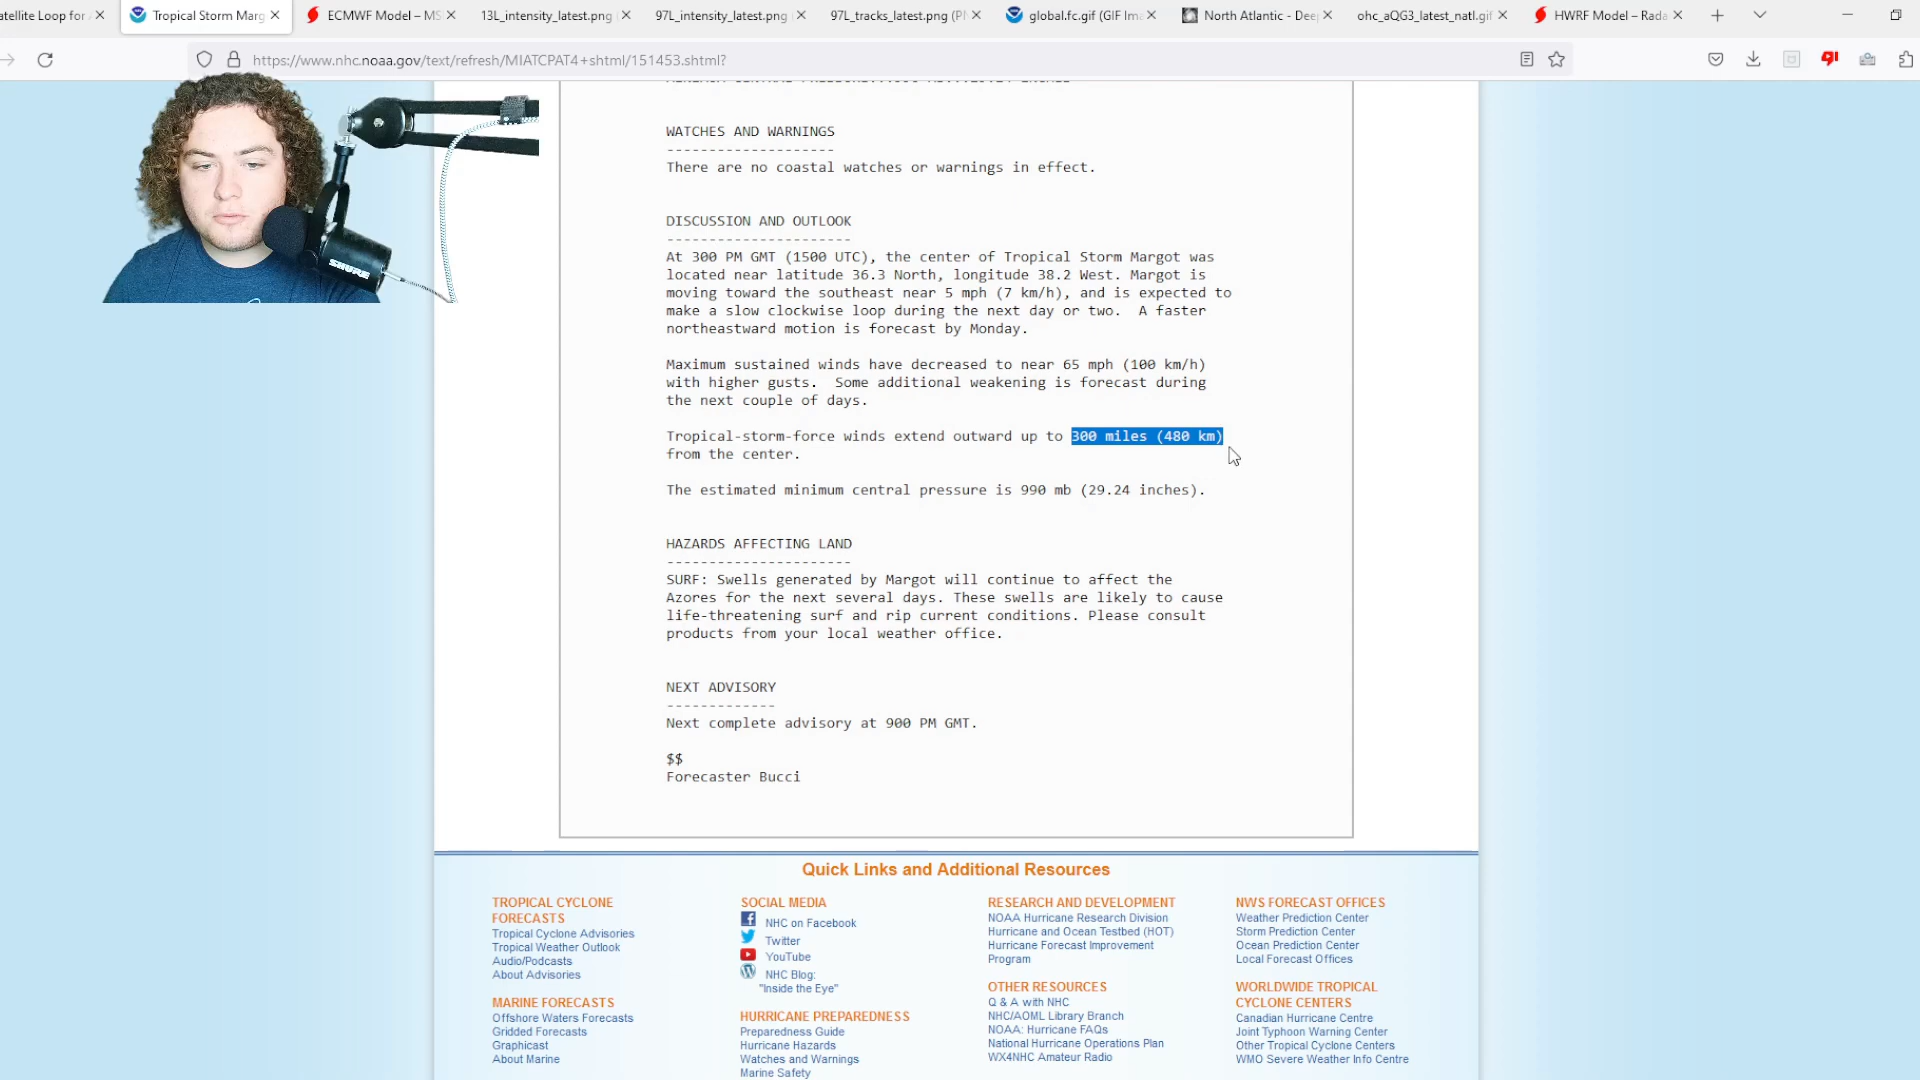 atellite Loop for A
Tropical Storm Marg
ECMWF Model – MS
13L_intensity_latest.png
97L_intensity_latest.png
97L_tracks_latest.png (PN
global.fc.gif (GIF Ima
North Atlantic - Deep
ohc_aQG3_latest_natl.gif
HWRF Model – Rada
https://www.nhc.noaa.gov/text/refresh/MIATCPAT4+shtml/151453.shtml?
SHURE
WATCHES AND WARNINGS
--------------------
There are no coastal watches or warnings in effect.
DISCUSSION AND OUTLOOK
----------------------
At 300 PM GMT (1500 UTC), the center of Tropical Storm Margot was
located near latitude 36.3 North, longitude 38.2 West. Margot is
moving toward the southeast near 5 mph (7 km/h), and is expected to
make a slow clockwise loop during the next day or two.  A faster
northeastward motion is forecast by Monday.
Maximum sustained winds have decreased to near 65 mph (100 km/h)
with higher gusts.  Some additional weakening is forecast during
the next couple of days.
Tropical-storm-force winds extend outward up to 300 miles (480 km)
from the center.
The estimated minimum central pressure is 990 mb (29.24 inches).
HAZARDS AFFECTING LAND
----------------------
SURF: Swells generated by Margot will continue to affect the
Azores for the next several days. These swells are likely to cause
life-threatening surf and rip current conditions. Please consult
products from your local weather office.
NEXT ADVISORY
-------------
Next complete advisory at 900 PM GMT.
$$
Forecaster Bucci
Quick Links and Additional Resources
TROPICAL CYCLONE
FORECASTS
Tropical Cyclone Advisories
Tropical Weather Outlook
Audio/Podcasts
About Advisories
MARINE FORECASTS
Offshore Waters Forecasts
Gridded Forecasts
Graphicast
About Marine
SOCIAL MEDIA
NHC on Facebook
Twitter
YouTube
NHC Blog:
"Inside the Eye"
HURRICANE PREPAREDNESS
Preparedness Guide
Hurricane Hazards
Watches and Warnings
Marine Safety
RESEARCH AND DEVELOPMENT
NOAA Hurricane Research Division
Hurricane and Ocean Testbed (HOT)
Hurricane Forecast Improvement
Program
OTHER RESOURCES
Q & A with NHC
NHC/AOML Library Branch
NOAA: Hurricane FAQs
National Hurricane Operations Plan
WX4NHC Amateur Radio
NWS FORECAST OFFICES
Weather Prediction Center
Storm Prediction Center
Ocean Prediction Center
Local Forecast Offices
WORLDWIDE TROPICAL
CYCLONE CENTERS
Canadian Hurricane Centre
Joint Typhoon Warning Center
Other Tropical Cyclone Centers
WMO Severe Weather Info Centre